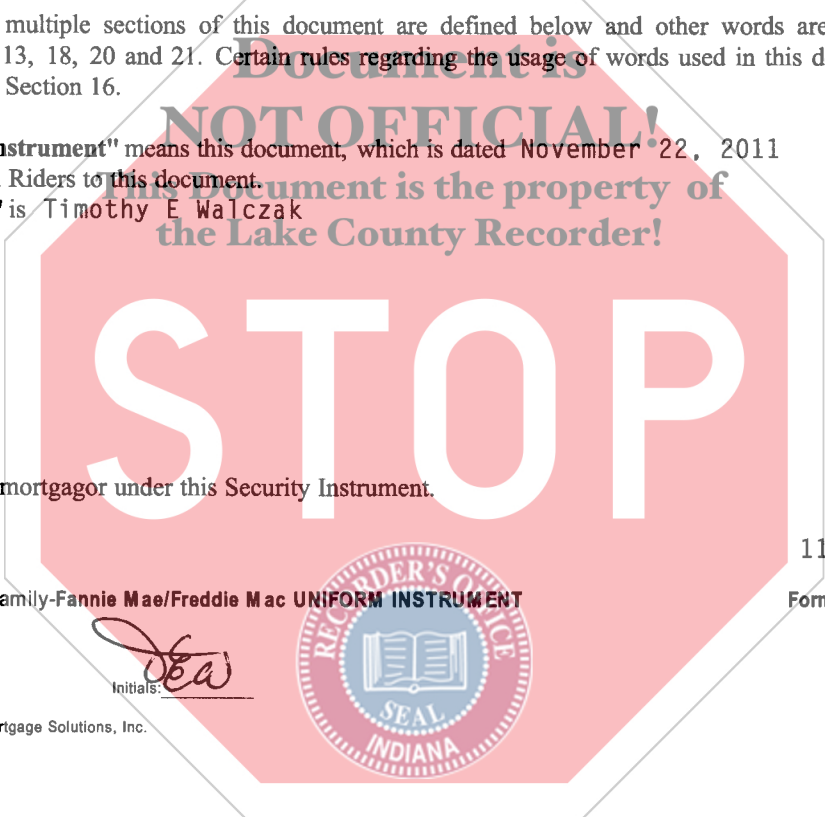 multiple sections of this document are defined below and other words are
13, 18, 20 and 21. Certain rules regarding the usage of words used in this d
Section 16.
Document is
NOT OFFICIAL!
This Document is the property of
the Lake County Recorder!
nstrument" means this document, which is dated November 22, 2011
Riders to this document.
" is Timothy E Walczak
STOP
mortgagor under this Security Instrument.
11
amily-Fannie Mae/Freddie Mac UNIFORM INSTRUMENT Form
RECORDER'S OFFICE
SEAL
INDIANA
Initials: TEW
rtgage Solutions, Inc.